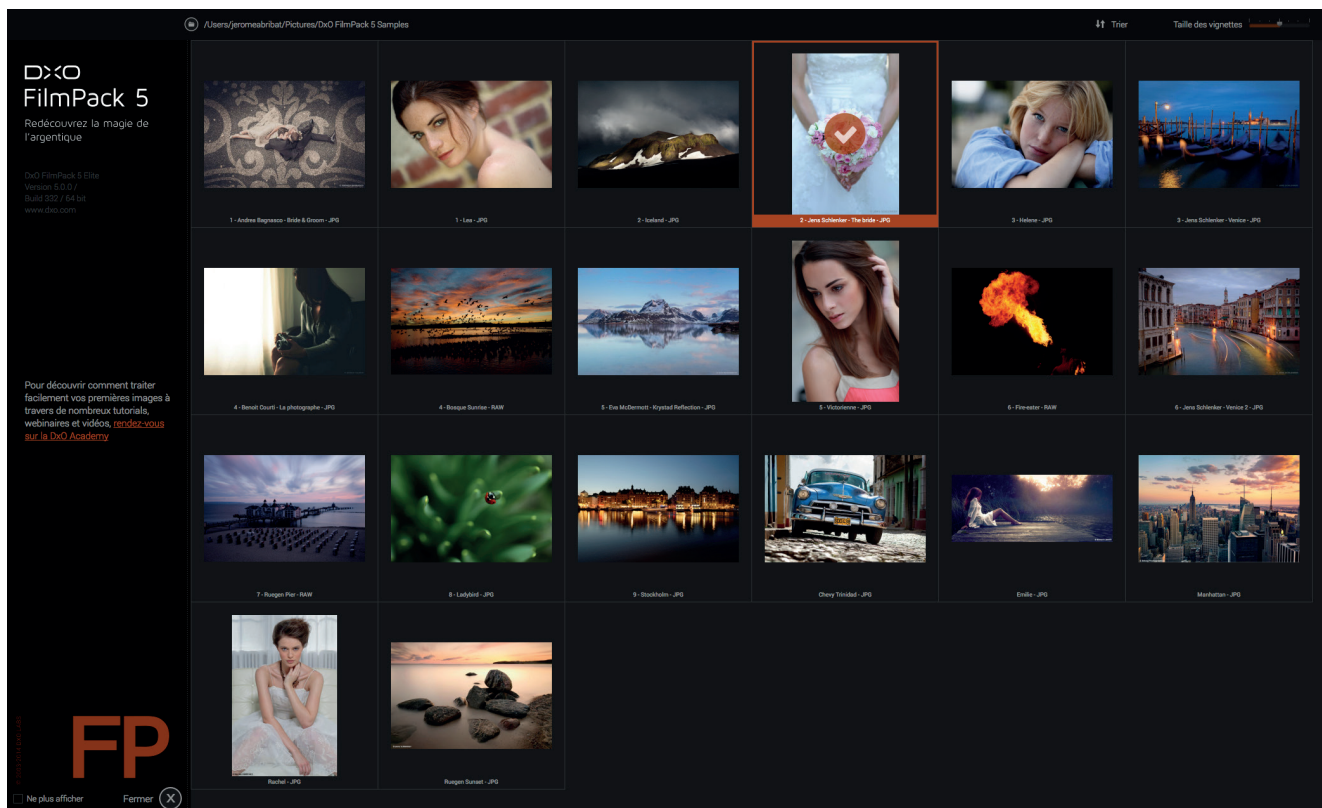 /Users/jeromeabribat/Pictures/DxO FilmPack 5 Samples
Trier
Taille des vignettes
DXO
FilmPack 5
Redécouvrez la magie de
l'argentique
DxO FilmPack 5 Elite
Version 5.0.0 /
Build 332 / 64 bit
www.dxo.com
Pour découvrir comment traiter
facilement vos premières images à
travers de nombreux tutorials,
webinaires et vidéos, rendez-vous
sur la DxO Academy
1 - Andrea Bagnasco - Bride & Groom - JPG
1 - Lea - JPG
2 - Iceland - JPG
2 - Jens Schlenker - The bride - JPG
3 - Helene - JPG
3 - Jens Schlenker - Venice - JPG
4 - Benoit Courti - La photographe - JPG
4 - Bosque Sunrise - RAW
5 - Eva McDermott - Krystad Reflection - JPG
5 - Victorienne - JPG
6 - Fire-eater - RAW
6 - Jens Schlenker - Venice 2 - JPG
7 - Ruegen Pier - RAW
8 - Ladybird - JPG
9 - Stockholm - JPG
Chevy Trinidad - JPG
Emilie - JPG
Manhattan - JPG
Rachel - JPG
Ruegen Sunset - JPG
FP
Ne plus afficher
Fermer
X